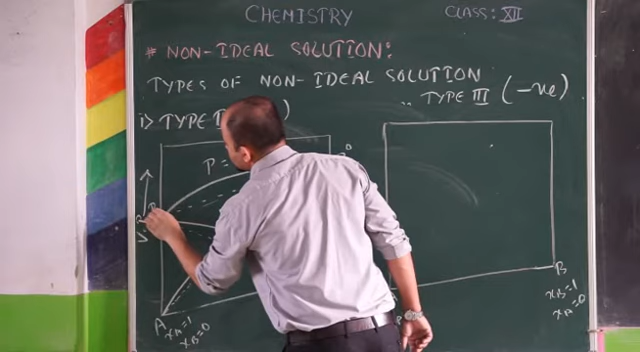 CHEMISTRY
CLASS: XII
# NON-IDEAL SOLUTION:
TYPES OF NON-IDEAL SOLUTION
i> TYPE )
TYPE III (-ve)
P =
A
xA=1
xB=0
B
xB=1
xA=0